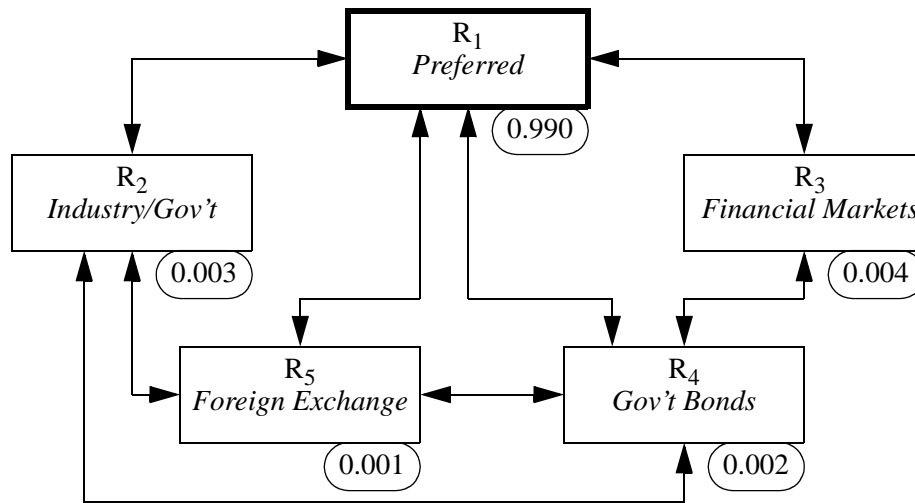 R1
Preferred
0.990
R2
Industry/Gov't
0.003
R3
Financial Markets
0.004
R5
Foreign Exchange
0.001
R4
Gov't Bonds
0.002